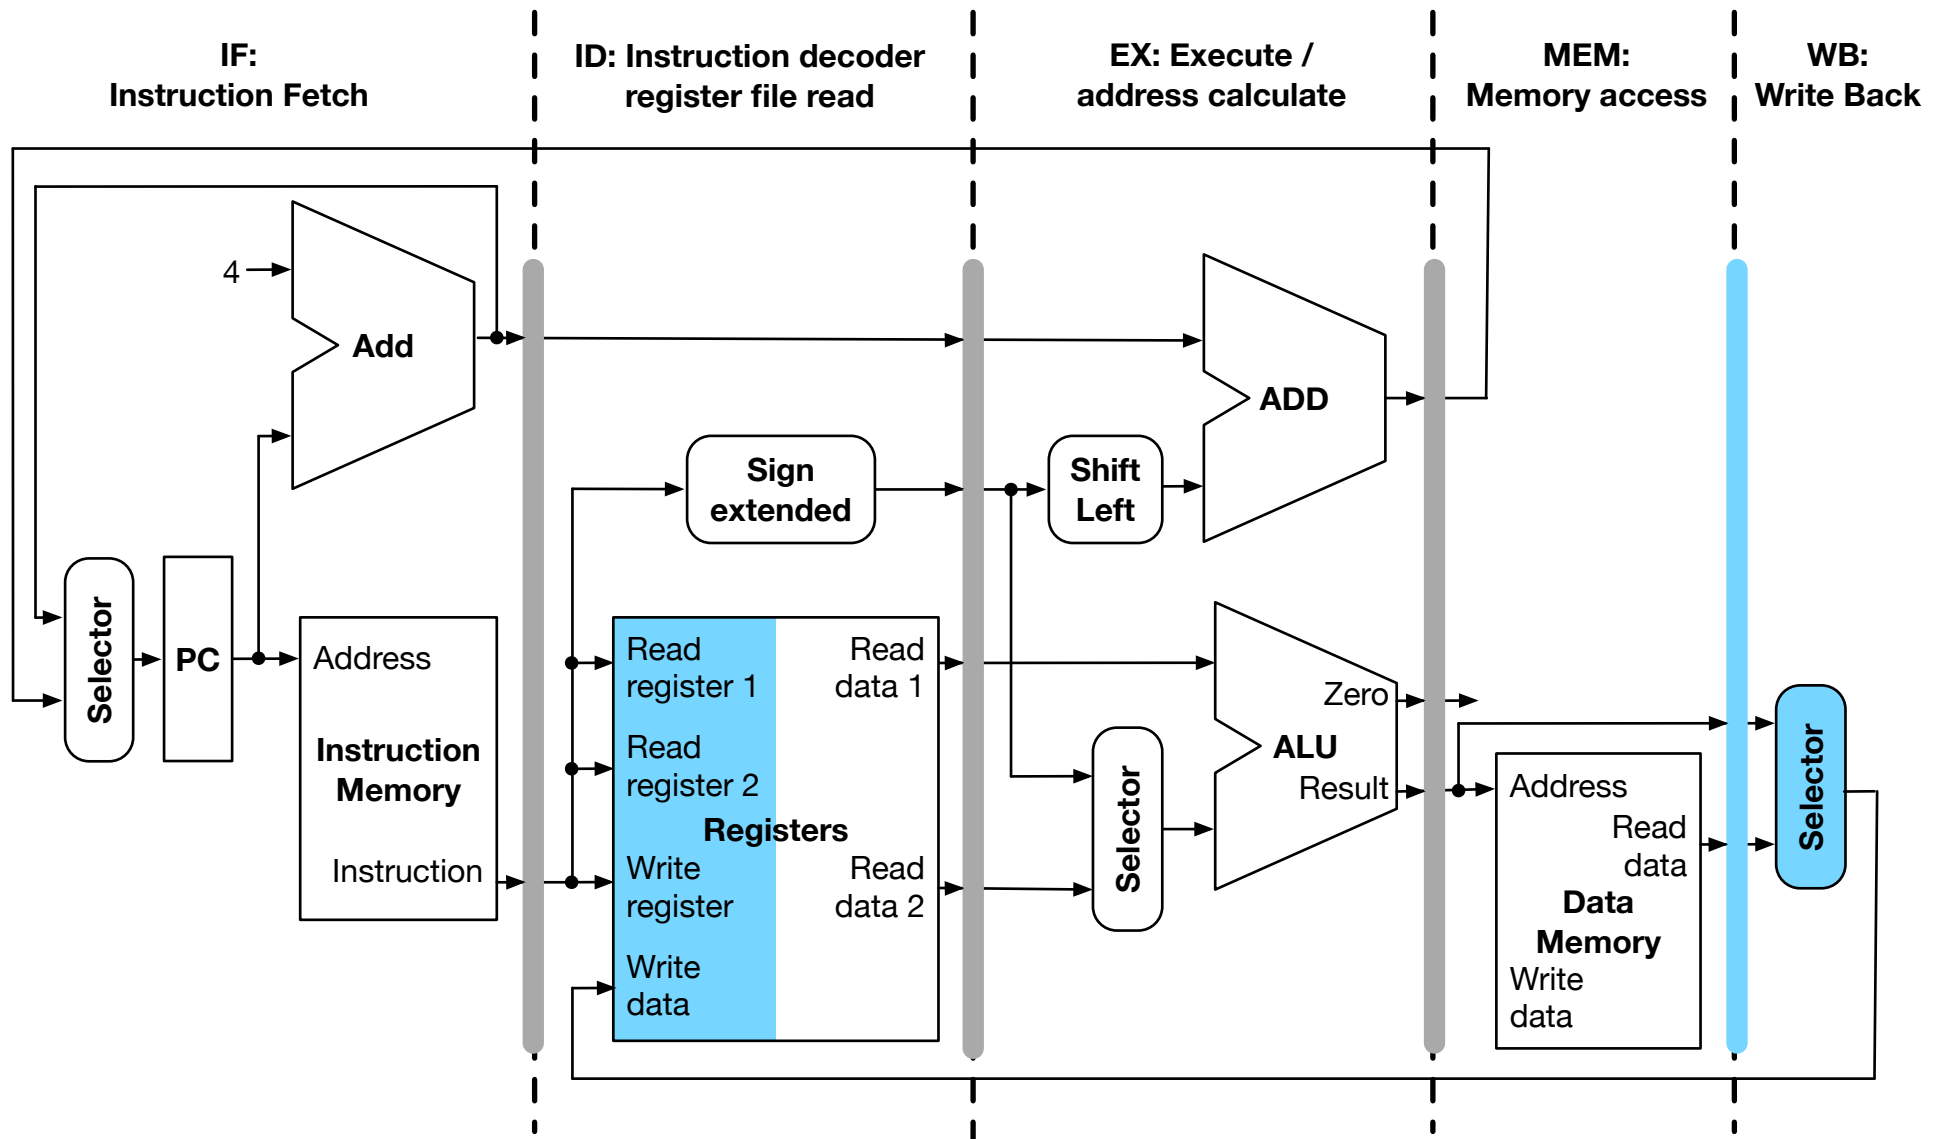 IF:
Instruction Fetch
ID: Instruction decoder
register file read
EX: Execute /
address calculate
MEM:
Memory access
WB:
Write Back
4
Add
ADD
Sign
extended
Shift
Left
Selector
PC
Address
Instruction
Memory
Instruction
Read
register 1
Read
data 1
Read
register 2
Registers
Write
register
Read
data 2
Write
data
Selector
Zero
ALU
Result
Address
Read
data
Data
Memory
Write
data
Selector